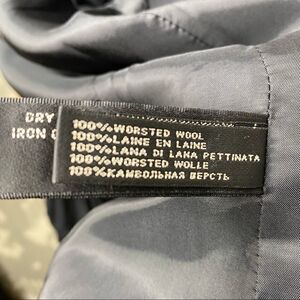 DRY
IRON
100%WORSTED WOOL
100%LAINE EN LAINE
100%LANA DI LANA PETTINATA
100%WORSTED WOLLE
100%КАМВОЛЬНАЯ ШЕРСТЬ